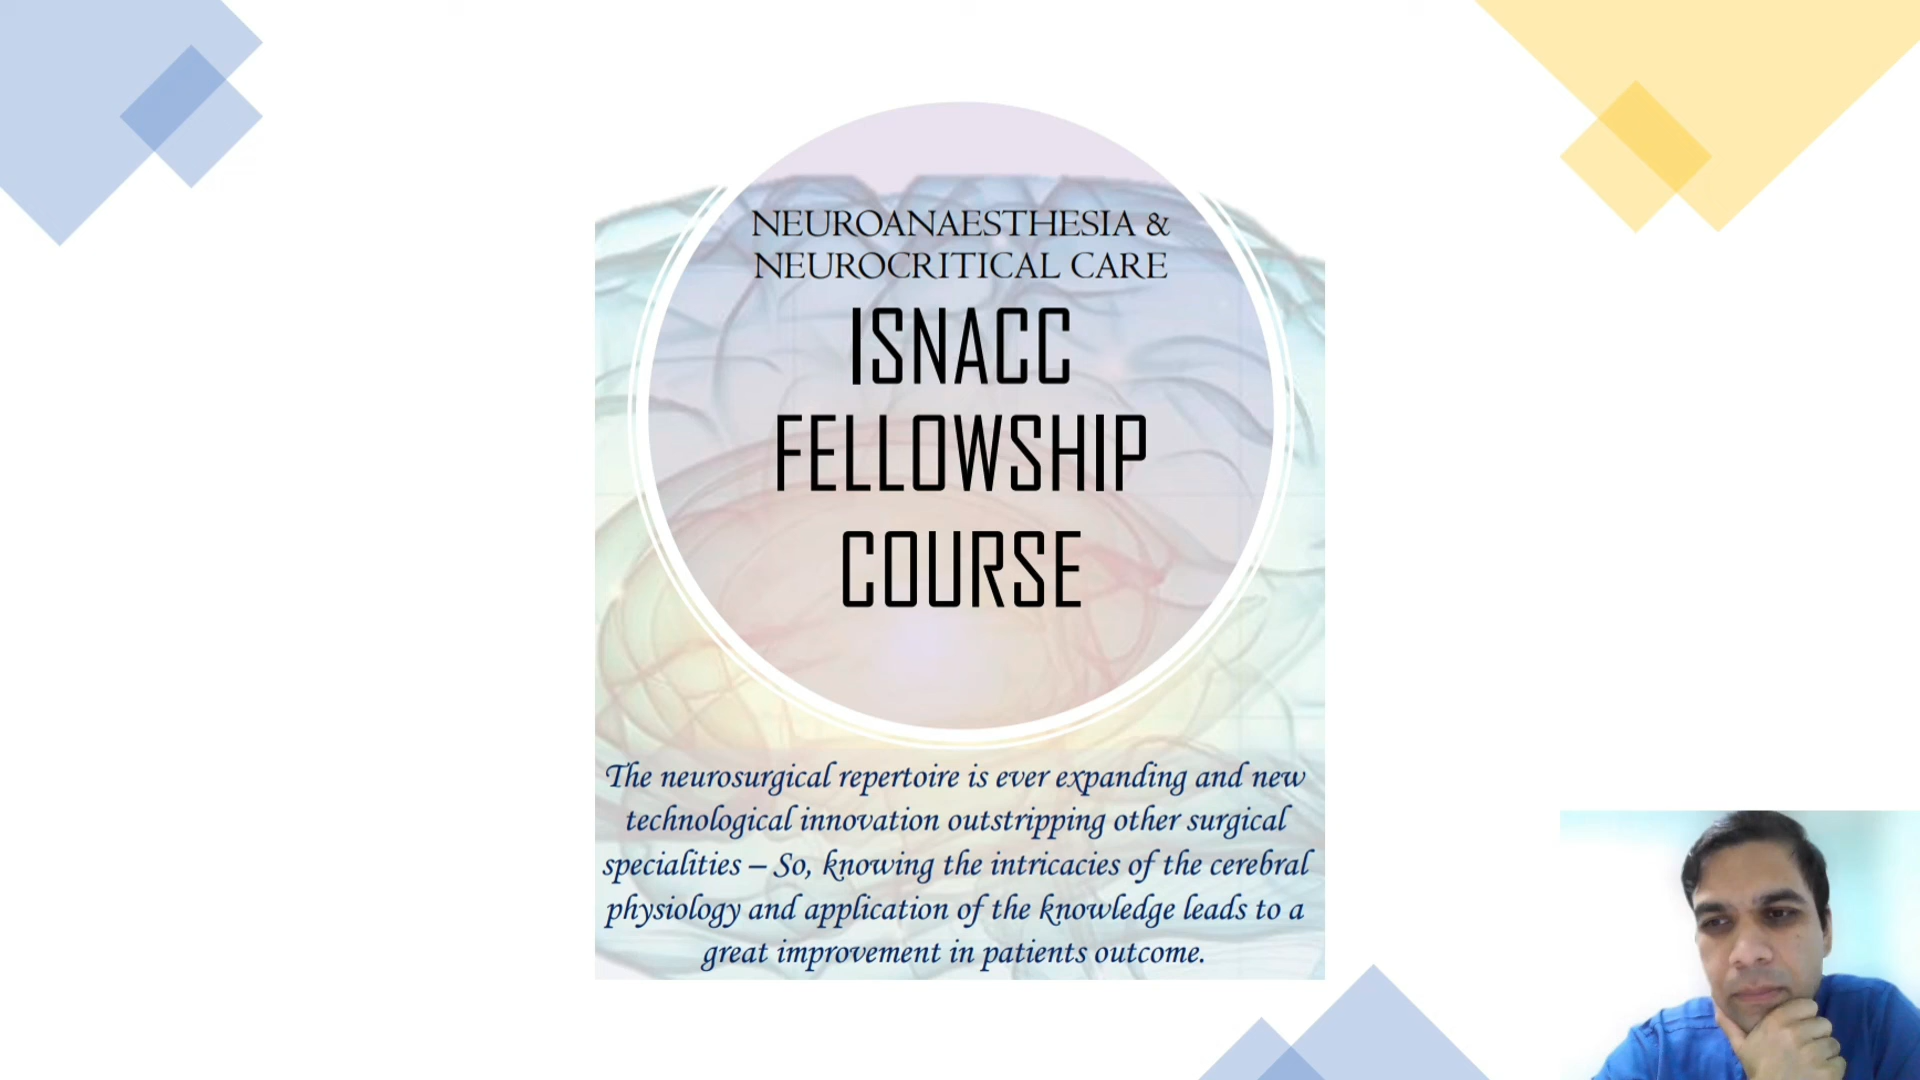 NEUROANAESTHESIA &
NEUROCRITICAL CARE
ISNACC
FELLOWSHIP
COURSE
The neurosurgical repertoire is ever expanding and new
technological innovation outstripping other surgical
specialities – So, knowing the intricacies of the cerebral
physiology and application of the knowledge leads to a
great improvement in patients outcome.